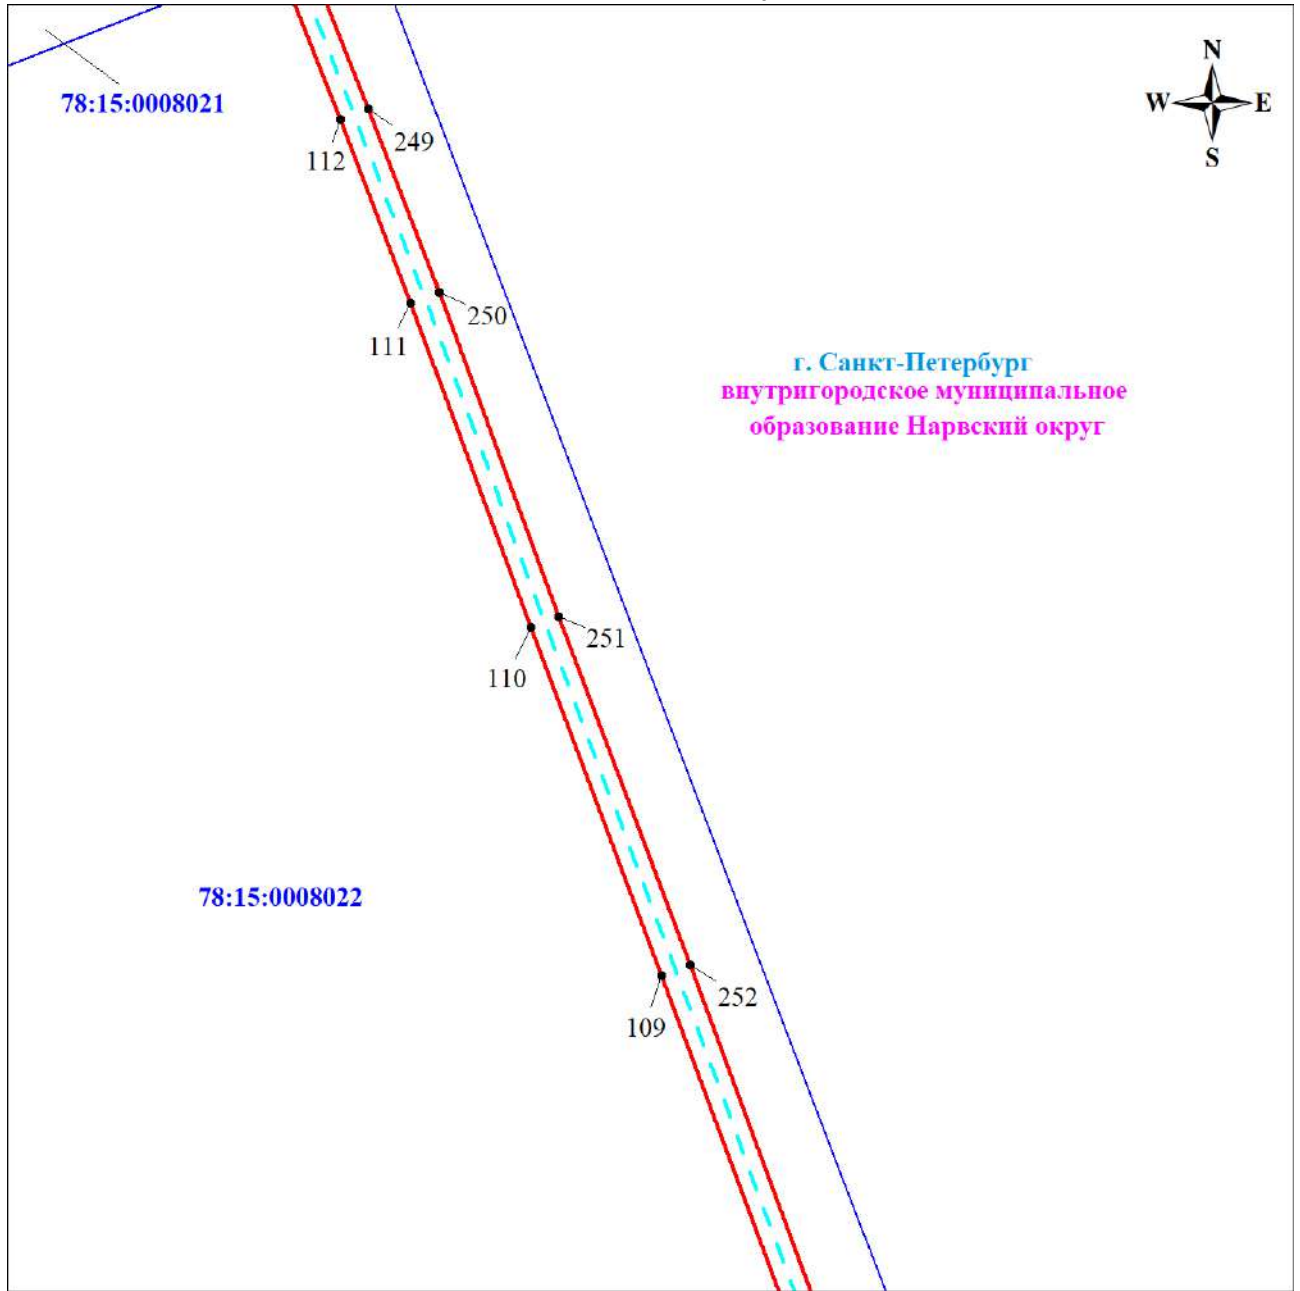 N
W E
S
78:15:0008021
249
112
250
111
г. Санкт-Петербург
внутригородское муниципальное
образование Нарвский округ
251
110
78:15:0008022
252
109